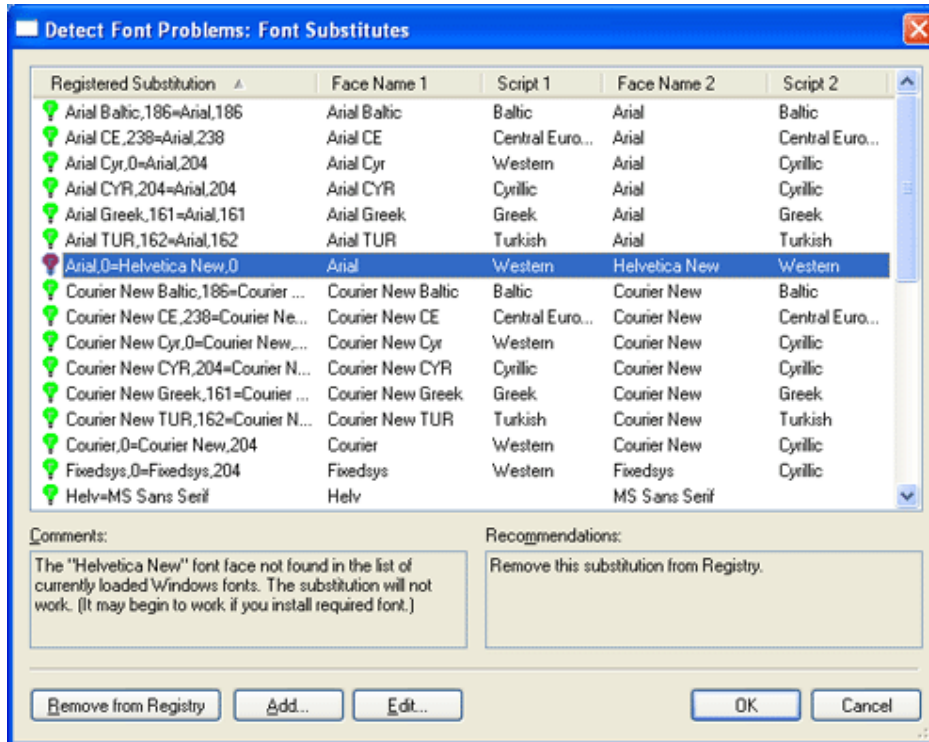 Detect Font Problems: Font Substitutes
Registered Substitution Face Name 1 Script 1 Face Name 2 Script 2
Arial Baltic,186=Arial,186 Arial Baltic Baltic Arial Baltic
Arial CE,238=Arial,238 Arial CE Central Euro... Arial Central Euro...
Arial Cyr,0=Arial,204 Arial Cyr Western Arial Cyrillic
Arial CYR,204=Arial,204 Arial CYR Cyrillic Arial Cyrillic
Arial Greek,161=Arial,161 Arial Greek Greek Arial Greek
Arial TUR,162=Arial,162 Arial TUR Turkish Arial Turkish
Arial,0=Helvetica New,0 Arial Western Helvetica New Western
Courier New Baltic,186=Courier ... Courier New Baltic Baltic Courier New Baltic
Courier New CE,238=Courier Ne... Courier New CE Central Euro... Courier New Central Euro...
Courier New Cyr,0=Courier New,... Courier New Cyr Western Courier New Cyrillic
Courier New CYR,204=Courier N... Courier New CYR Cyrillic Courier New Cyrillic
Courier New Greek,161=Courier ... Courier New Greek Greek Courier New Greek
Courier New TUR,162=Courier N... Courier New TUR Turkish Courier New Turkish
Courier,0=Courier New,204 Courier Western Courier New Cyrillic
Fixedsys,0=Fixedsys,204 Fixedsys Western Fixedsys Cyrillic
Helv=MS Sans Serif Helv MS Sans Serif
Comments: Recommendations:
The "Helvetica New" font face not found in the list of
currently loaded Windows fonts. The substitution will not
work. (It may begin to work if you install required font.)
Remove this substitution from Registry.
Remove from Registry Add... Edit... OK Cancel